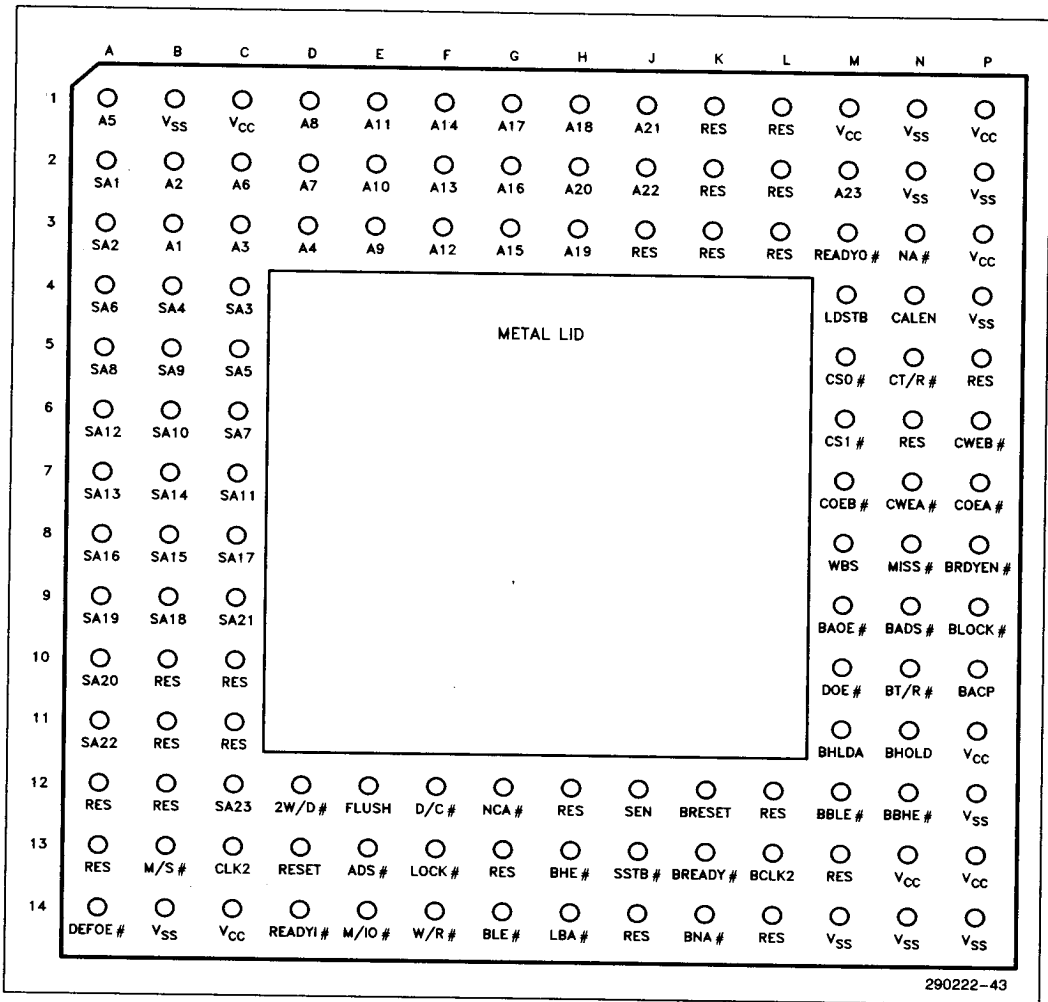 A B C D E F G H J K L M N P
1
A5 VSS VCC A8 A11 A14 A17 A18 A21 RES RES VCC VSS VCC
2
SA1 A2 A6 A7 A10 A13 A16 A20 A22 RES RES A23 VSS VSS
3
SA2 A1 A3 A4 A9 A12 A15 A19 RES RES RES READYO# NA# VCC
4
SA6 SA4 SA3 LDSTB CALEN VSS
METAL LID
5
SA8 SA9 SA5 CS0# CT/R# RES
6
SA12 SA10 SA7 CS1# RES CWEB#
7
SA13 SA14 SA11 COEB# CWEA# COEA#
8
SA16 SA15 SA17 WBS MISS# BRDYEN#
9
SA19 SA18 SA21 BAOE# BADS# BLOCK#
10
SA20 RES RES DOE# BT/R# BACP
11
SA22 RES RES BHLDA BHOLD VCC
12
RES RES SA23 2W/D# FLUSH D/C# NCA# RES SEN BRESET RES BBLE# BBHE# VSS
13
RES M/S# CLK2 RESET ADS# LOCK# RES BHE# SSTB# BREADY# BCLK2 RES VCC VCC
14
DEFOE# VSS VCC READYI# M/IO# W/R# BLE# LBA# RES BNA# RES VSS VSS VSS
290222-43